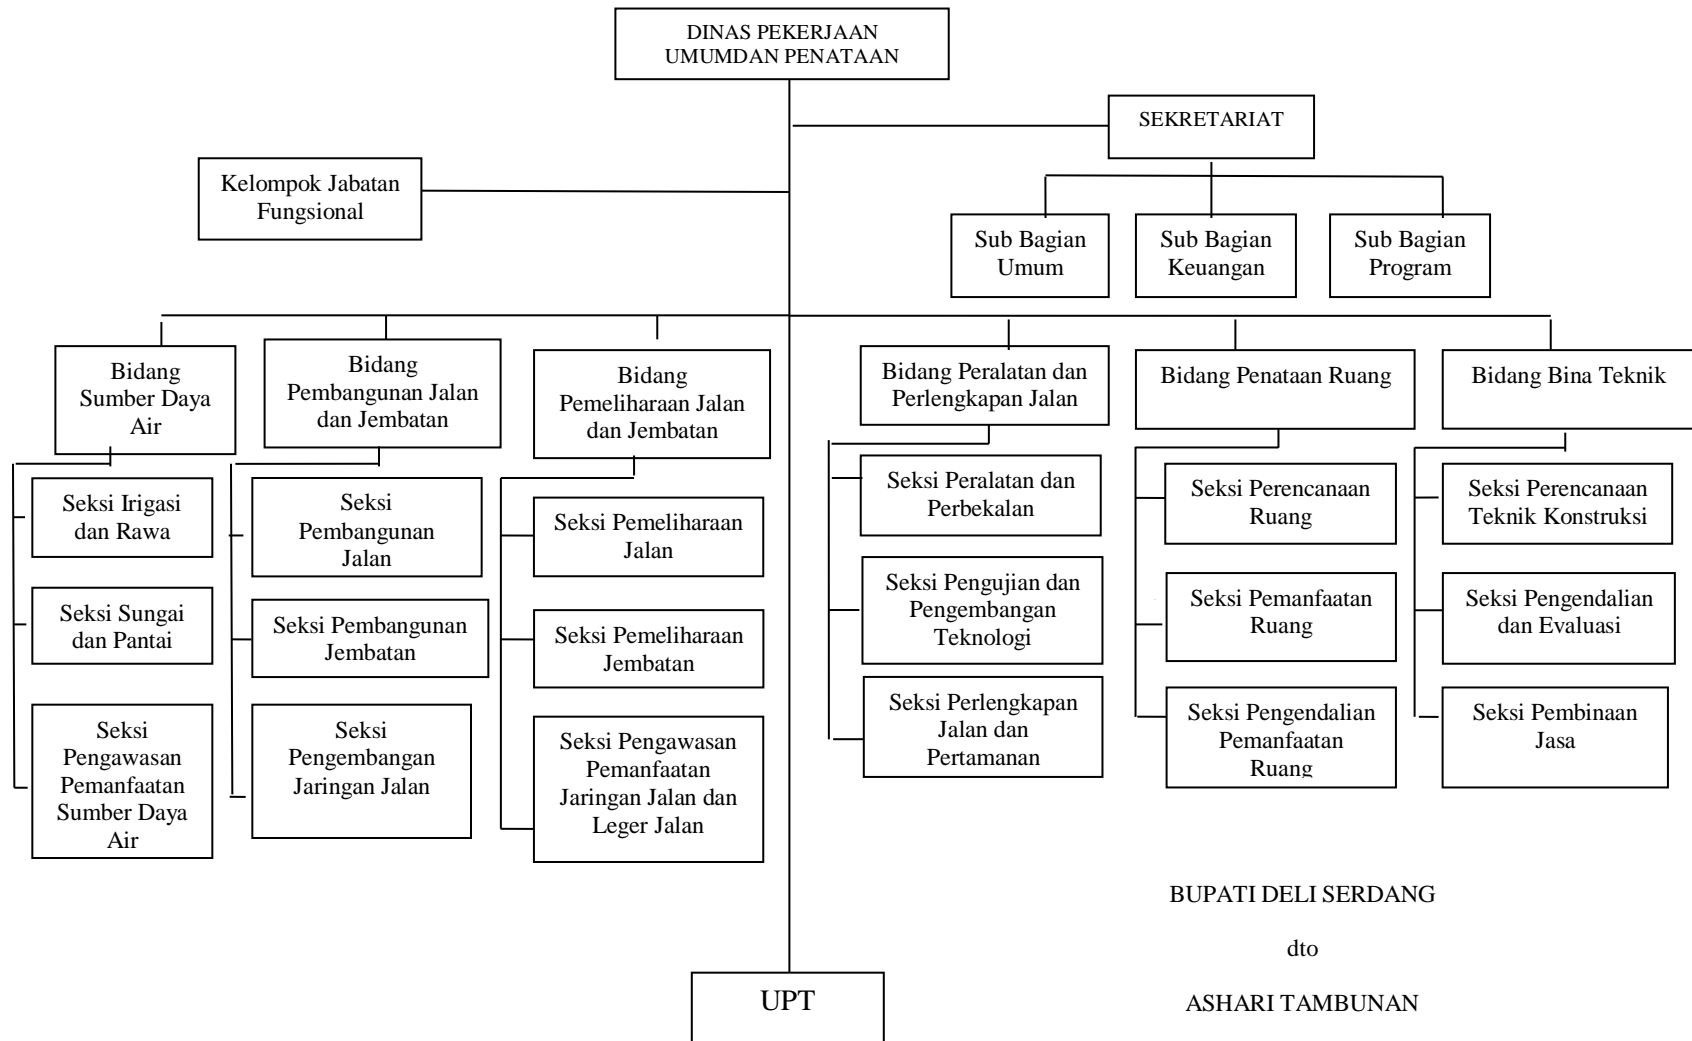 DINAS PEKERJAAN
UMUMDAN PENATAAN
SEKRETARIAT
Kelompok Jabatan
Fungsional
Sub Bagian
Umum
Sub Bagian
Keuangan
Sub Bagian
Program
Bidang
Sumber Daya
Air
Bidang
Pembangunan Jalan
dan Jembatan
Bidang
Pemeliharaan Jalan
dan Jembatan
Bidang Peralatan dan
Perlengkapan Jalan
Bidang Penataan Ruang
Bidang Bina Teknik
Seksi Irigasi
dan Rawa
Seksi Sungai
dan Pantai
Seksi
Pengawasan
Pemanfaatan
Sumber Daya
Air
Seksi
Pembangunan
Jalan
Seksi Pembangunan
Jembatan
Seksi
Pengembangan
Jaringan Jalan
Seksi Pemeliharaan
Jalan
Seksi Pemeliharaan
Jembatan
Seksi Pengawasan
Pemanfaatan
Jaringan Jalan dan
Leger Jalan
Seksi Peralatan dan
Perbekalan
Seksi Pengujian dan
Pengembangan
Teknologi
Seksi Perlengkapan
Jalan dan
Pertamanan
Seksi Perencanaan
Ruang
Seksi Pemanfaatan
Ruang
Seksi Pengendalian
Pemanfaatan
Ruang
Seksi Perencanaan
Teknik Konstruksi
Seksi Pengendalian
dan Evaluasi
Seksi Pembinaan
Jasa
UPT
BUPATI DELI SERDANG
dto
ASHARI TAMBUNAN